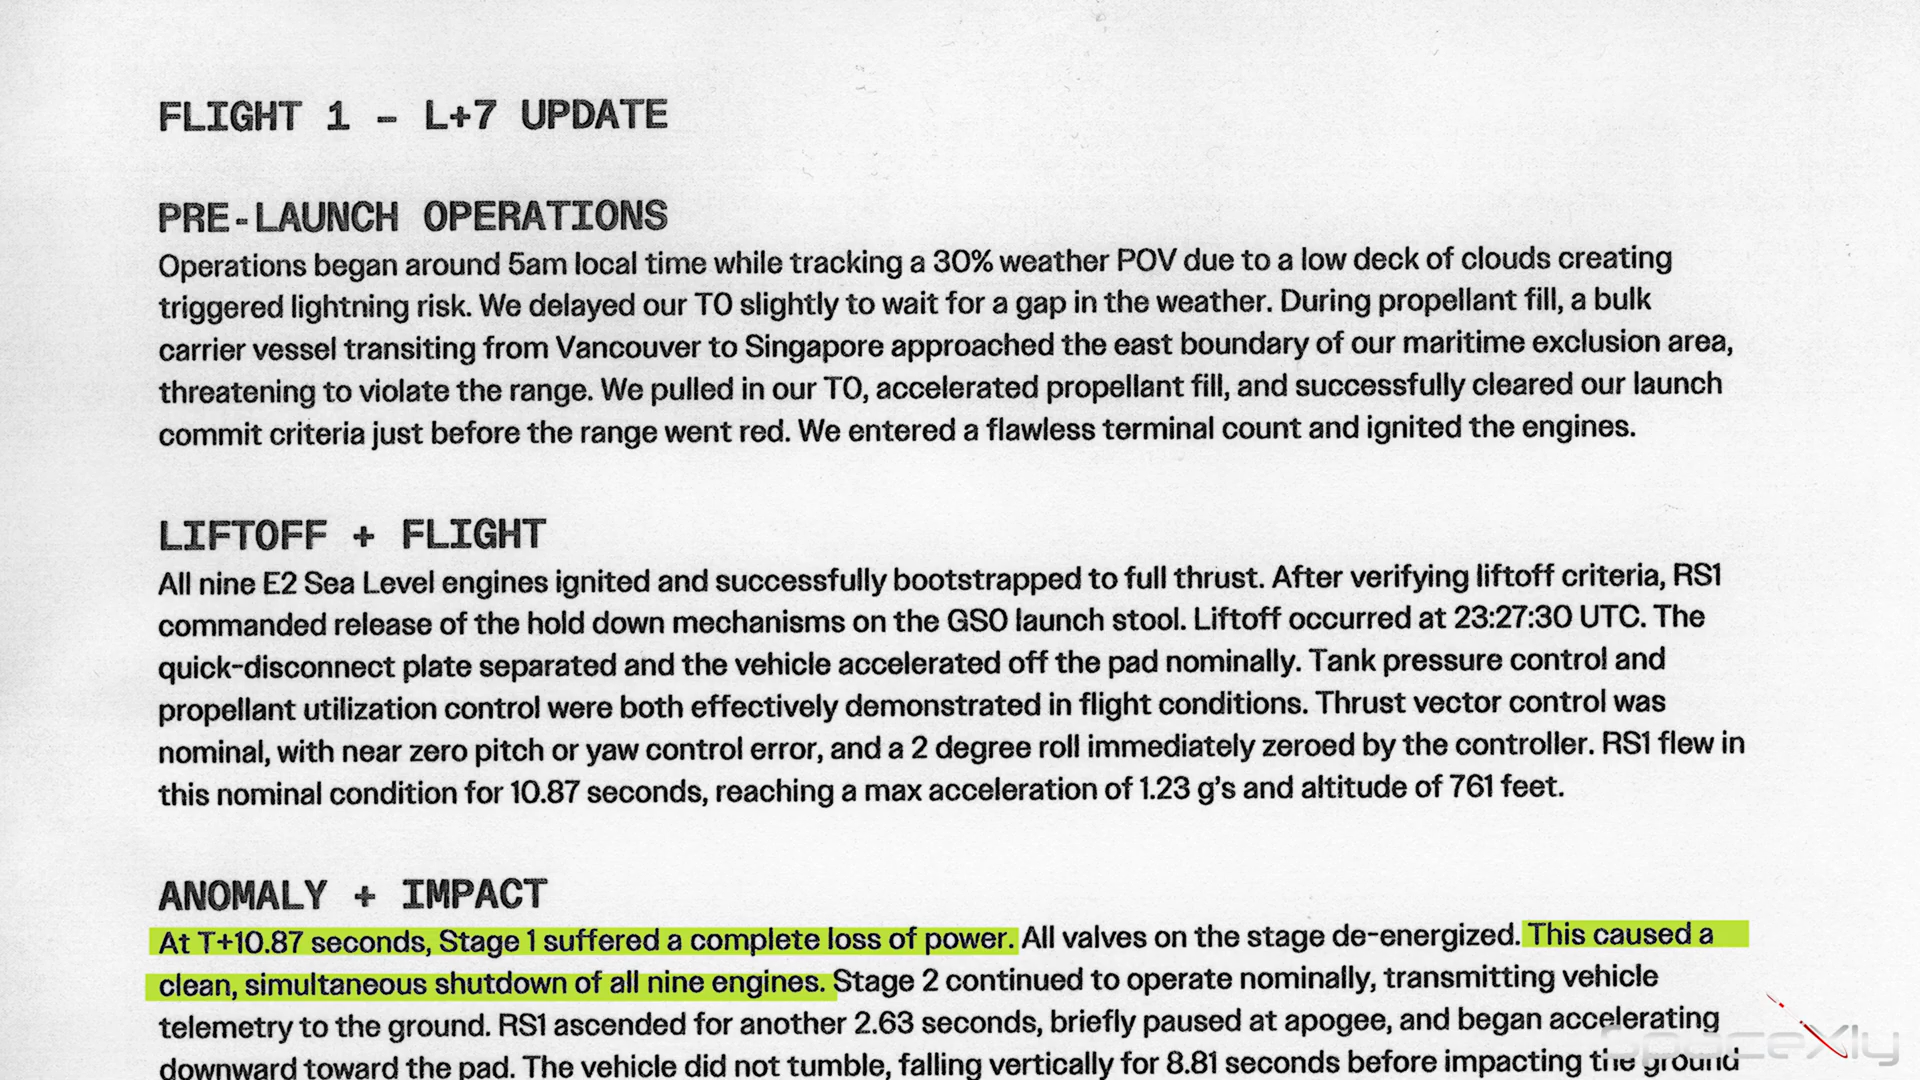 FLIGHT 1 – L+7 UPDATE
PRE-LAUNCH OPERATIONS
Operations began around 5am local time while tracking a 30% weather POV due to a low deck of clouds creating
triggered lightning risk. We delayed our T0 slightly to wait for a gap in the weather. During propellant fill, a bulk
carrier vessel transiting from Vancouver to Singapore approached the east boundary of our maritime exclusion area,
threatening to violate the range. We pulled in our T0, accelerated propellant fill, and successfully cleared our launch
commit criteria just before the range went red. We entered a flawless terminal count and ignited the engines.
LIFTOFF + FLIGHT
All nine E2 Sea Level engines ignited and successfully bootstrapped to full thrust. After verifying liftoff criteria, RS1
commanded release of the hold down mechanisms on the GS0 launch stool. Liftoff occurred at 23:27:30 UTC. The
quick-disconnect plate separated and the vehicle accelerated off the pad nominally. Tank pressure control and
propellant utilization control were both effectively demonstrated in flight conditions. Thrust vector control was
nominal, with near zero pitch or yaw control error, and a 2 degree roll immediately zeroed by the controller. RS1 flew in
this nominal condition for 10.87 seconds, reaching a max acceleration of 1.23 g's and altitude of 761 feet.
ANOMALY + IMPACT
At T+10.87 seconds, Stage 1 suffered a complete loss of power. All valves on the stage de-energized. This caused a
clean, simultaneous shutdown of all nine engines. Stage 2 continued to operate nominally, transmitting vehicle
telemetry to the ground. RS1 ascended for another 2.63 seconds, briefly paused at apogee, and began accelerating
downward toward the pad. The vehicle did not tumble, falling vertically for 8.81 seconds before impacting the ground
SpaceXly